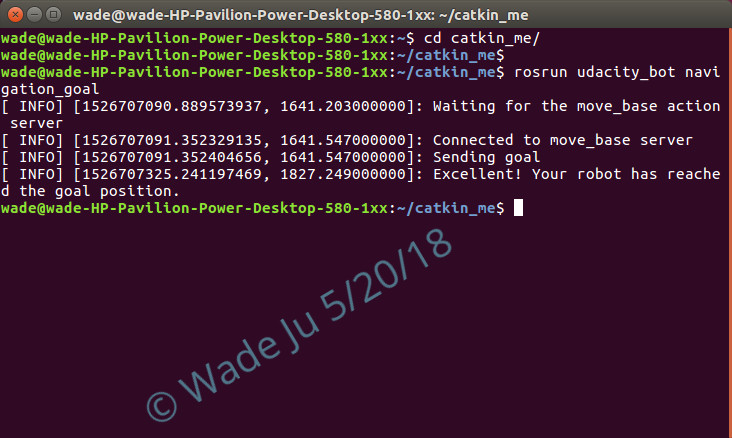 wade@wade-HP-Pavilion-Power-Desktop-580-1xx: ~/catkin_me
wade@wade-HP-Pavilion-Power-Desktop-580-1xx:~$ cd catkin_me/
wade@wade-HP-Pavilion-Power-Desktop-580-1xx:~/catkin_me$
wade@wade-HP-Pavilion-Power-Desktop-580-1xx:~/catkin_me$ rosrun udacity_bot navi
gation_goal
[ INFO] [1526707090.889573937, 1641.203000000]: Waiting for the move_base action
 server
[ INFO] [1526707091.352329135, 1641.547000000]: Connected to move_base server
[ INFO] [1526707091.352404656, 1641.547000000]: Sending goal
[ INFO] [1526707325.241197469, 1827.249000000]: Excellent! Your robot has reache
d the goal position.
wade@wade-HP-Pavilion-Power-Desktop-580-1xx:~/catkin_me$
© Wade Ju 5/20/18